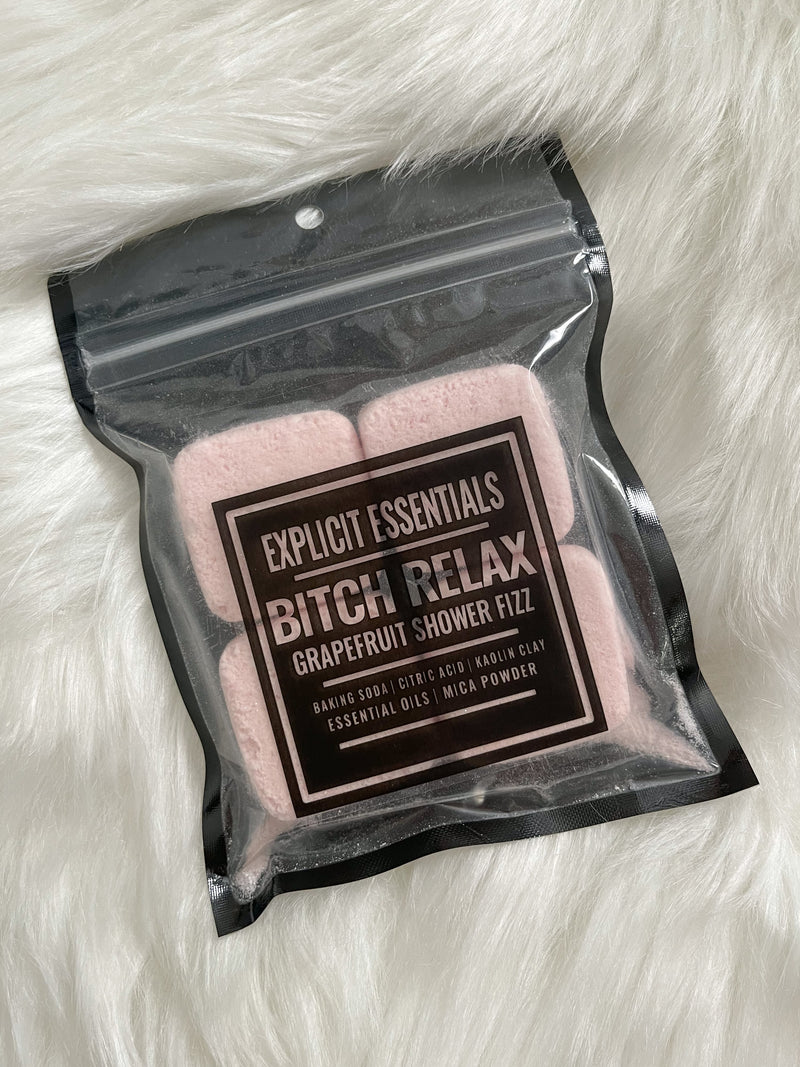 EXPLICIT ESSENTIALS
BITCH RELAX
GRAPEFRUIT SHOWER FIZZ
BAKING SODA | CITRIC ACID | KAOLIN CLAY
ESSENTIAL OILS | MICA POWDER